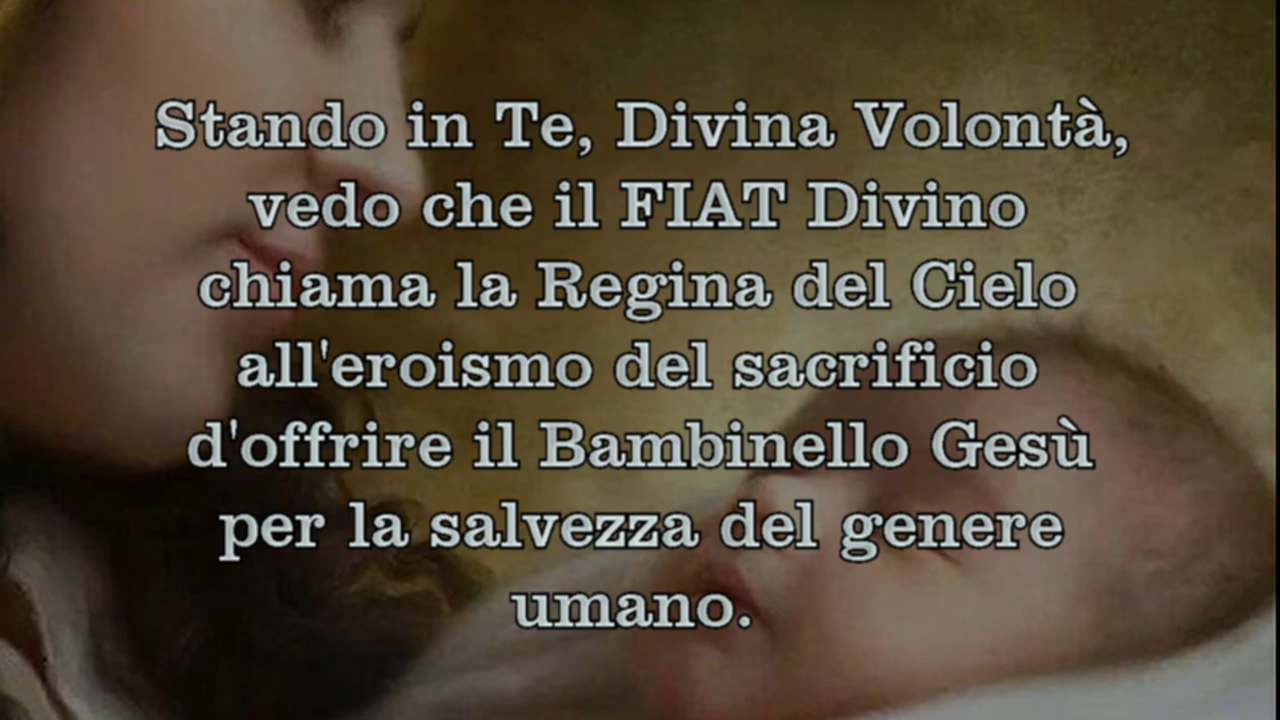 Stando in Te, Divina Volontà,
vedo che il FIAT Divino
chiama la Regina del Cielo
all'eroismo del sacrificio
d'offrire il Bambinello Gesù
per la salvezza del genere
umano.